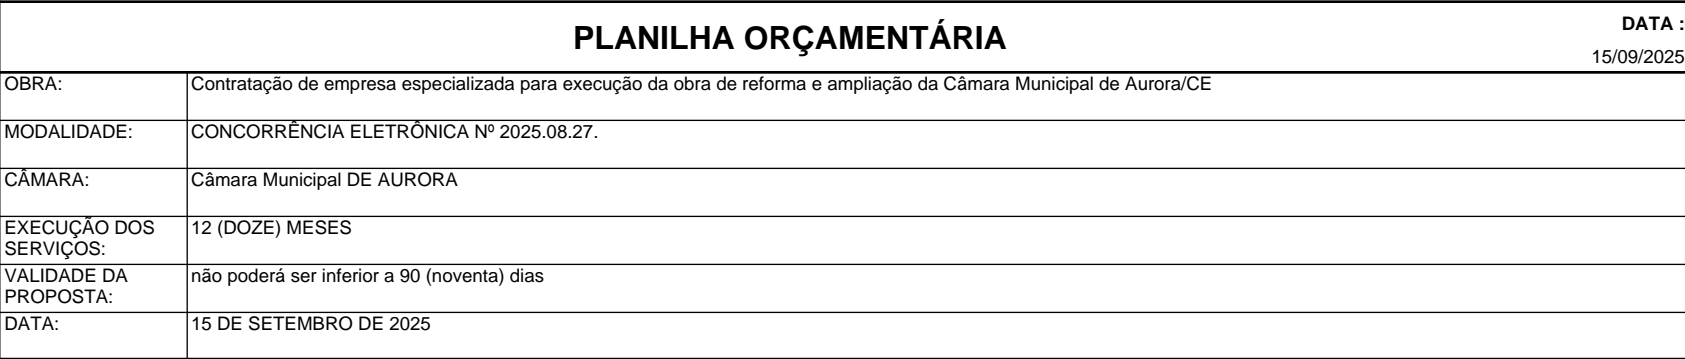 PLANILHA ORÇAMENTÁRIA
DATA :
15/09/2025
OBRA: Contratação de empresa especializada para execução da obra de reforma e ampliação da Câmara Municipal de Aurora/CE
MODALIDADE: CONCORRÊNCIA ELETRÔNICA Nº 2025.08.27.
CÂMARA: Câmara Municipal DE AURORA
EXECUÇÃO DOS 12 (DOZE) MESES
SERVIÇOS:
VALIDADE DA não poderá ser inferior a 90 (noventa) dias
PROPOSTA:
DATA: 15 DE SETEMBRO DE 2025